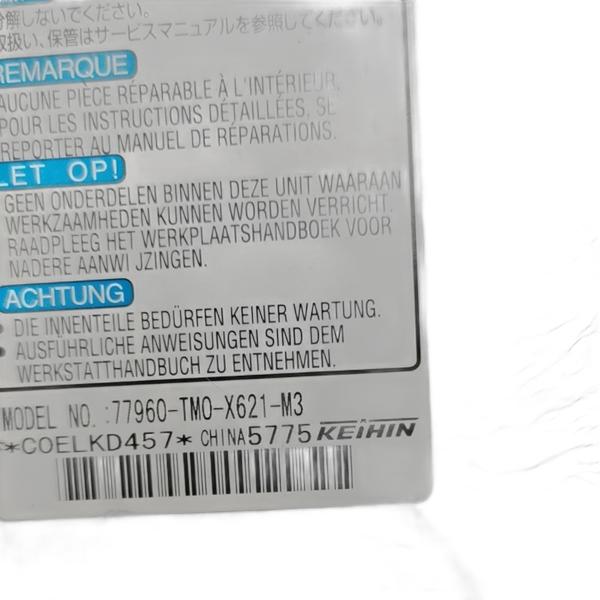 分解しないでください。
取扱い、保管はサービスマニュアルを参照してください。
REMARQUE
AUCUNE PIÈCE RÉPARABLE À L'INTÉRIEUR.
POUR LES INSTRUCTIONS DÉTAILLÉES, SE
REPORTER AU MANUEL DE RÉPARATIONS.
LET OP!
GEEN ONDERDELEN BINNEN DEZE UNIT WAARAAN
WERKZAAMHEDEN KUNNEN WORDEN VERRICHT.
RAADPLEEG HET WERKPLAATSHANDBOEK VOOR
NADERE AANWI JZINGEN.
ACHTUNG
• DIE INNENTEILE BEDÜRFEN KEINER WARTUNG.
• AUSFÜHRLICHE ANWEISUNGEN SIND DEM
WERKSTATTHANDBUCH ZU ENTNEHMEN.
MODEL NO. :77960-TM0-X621-M3
*C0ELKD457* CHINA5775 KEIHIN